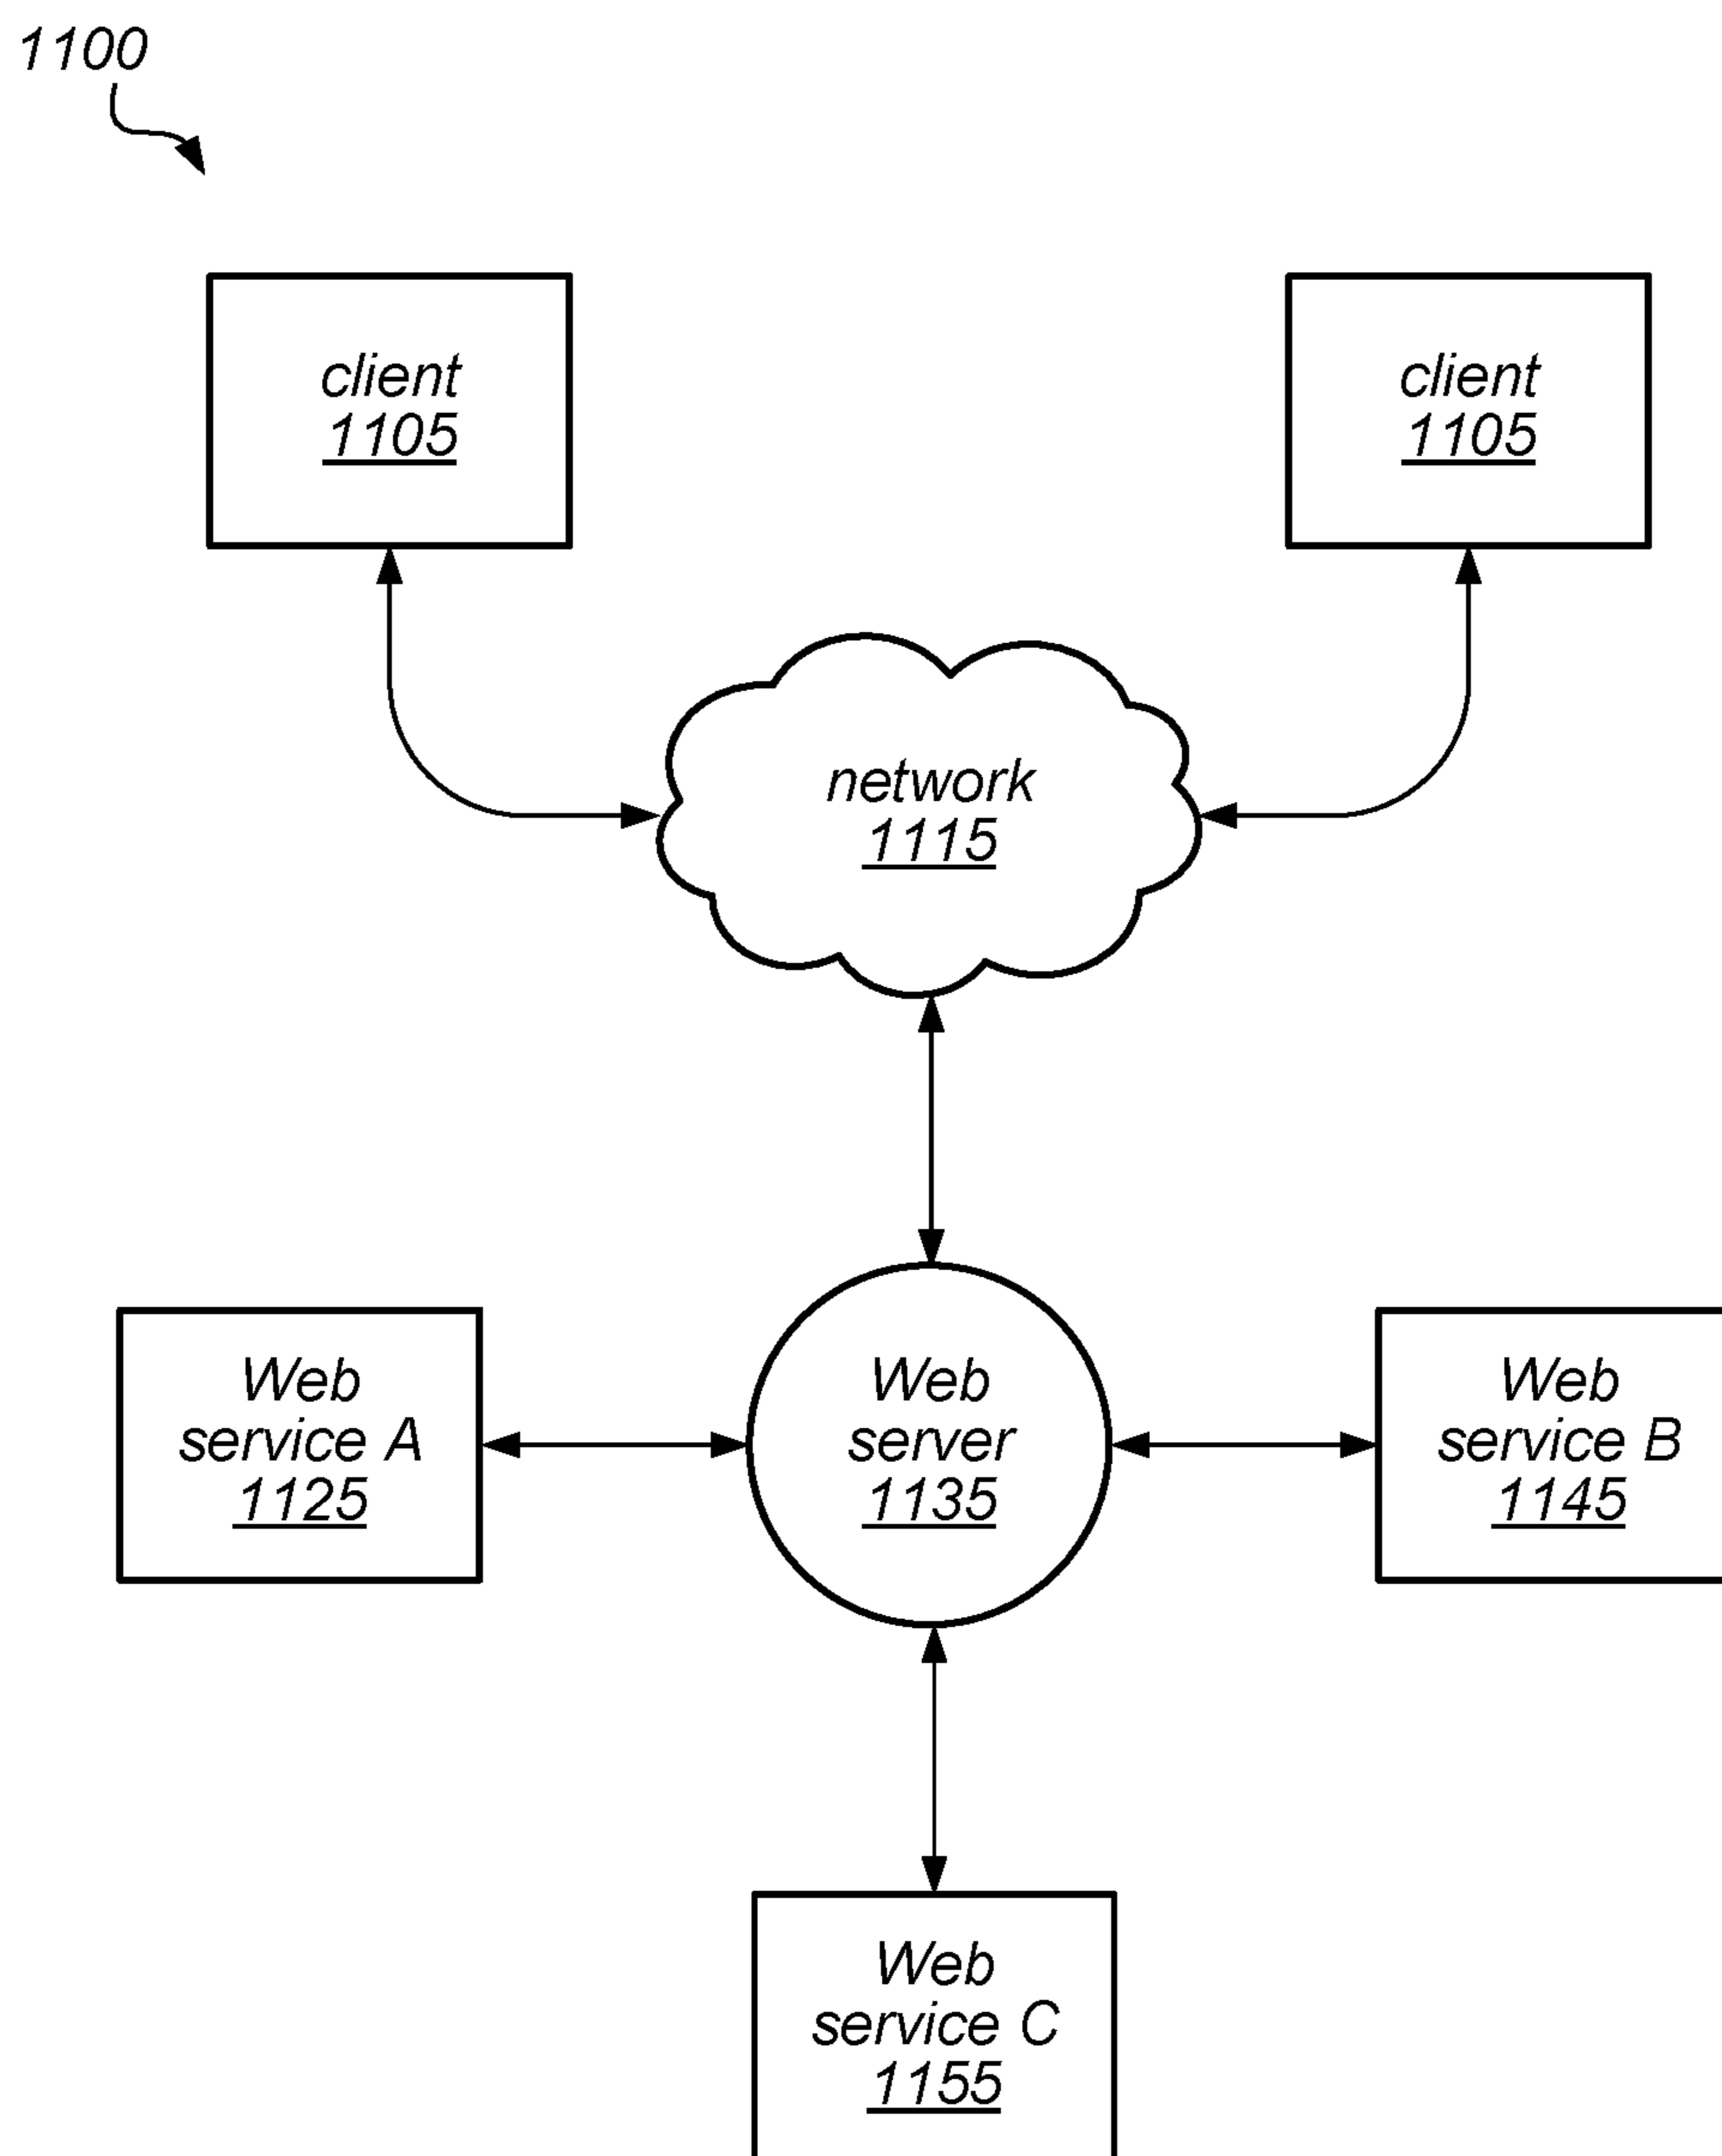 1100
client
1105
client
1105
network
1115
Web
service A
1125
Web
server
1135
Web
service B
1145
Web
service C
1155